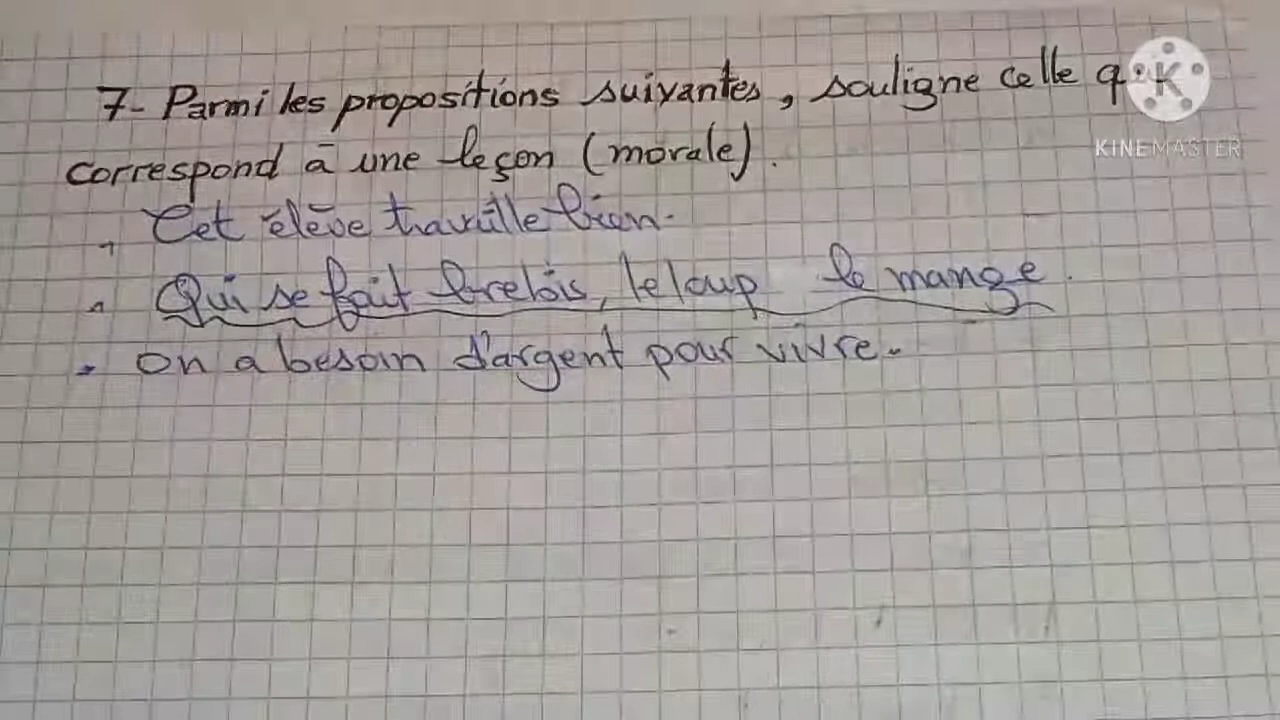 7- Parmi les propositions suivantes, souligne celle q
correspond à une leçon (morale).
Cet élève travaille bien.
Qui se fait brebis, le loup le mange.
On a besoin d'argent pour vivre.
K
KINEMASTER